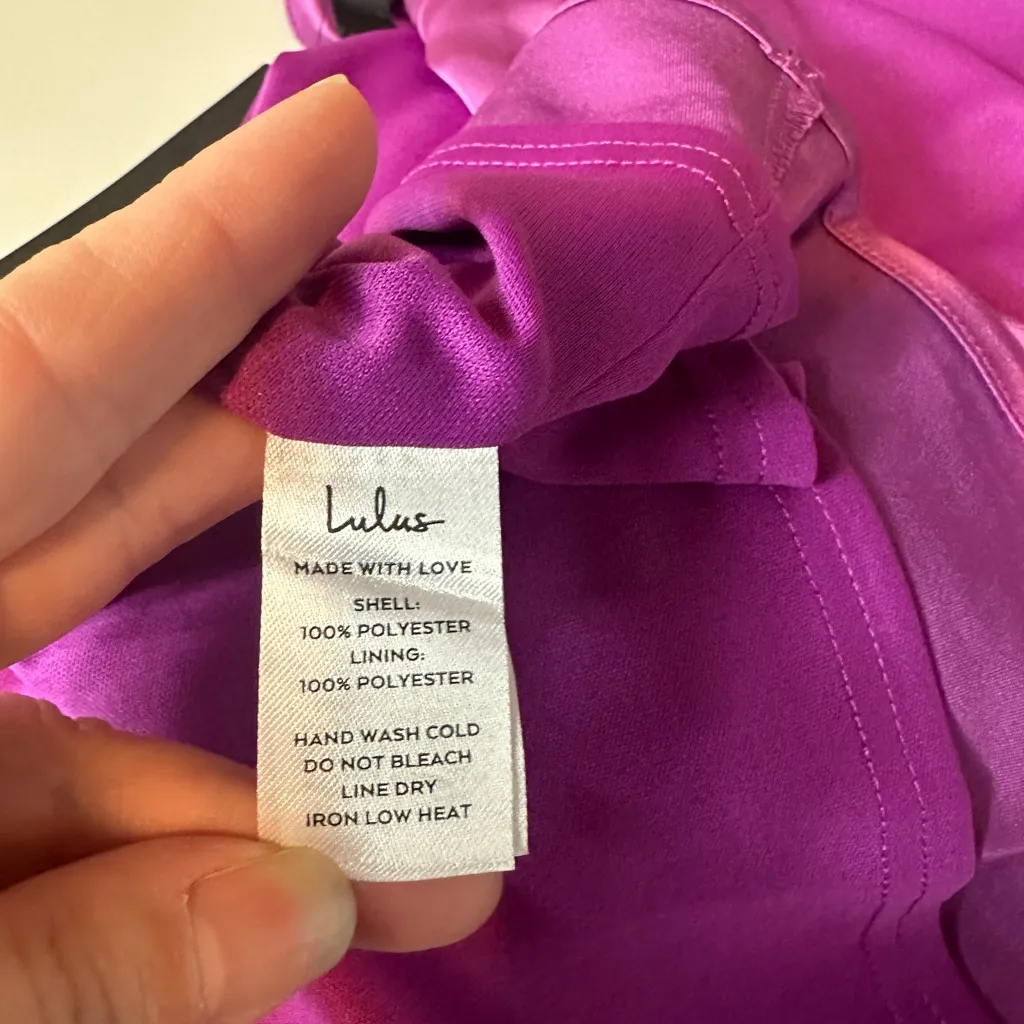 Lulus
MADE WITH LOVE
SHELL:
100% POLYESTER
LINING:
100% POLYESTER
HAND WASH COLD
DO NOT BLEACH
LINE DRY
IRON LOW HEAT